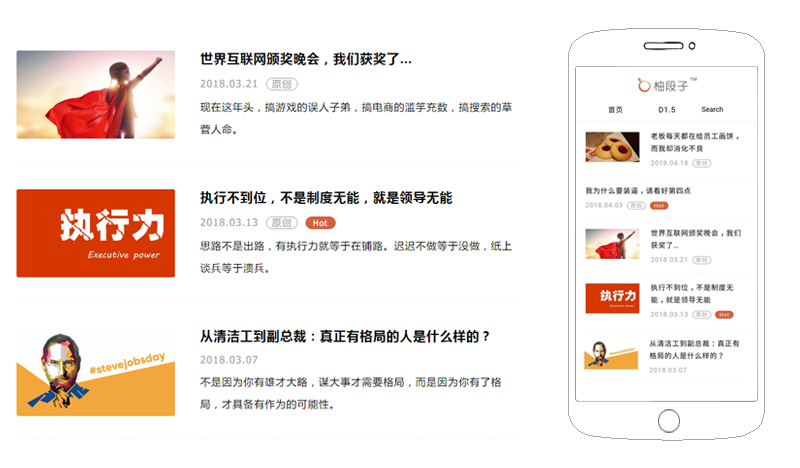 世界互联网颁奖晚会，我们获奖了...
2018.03.21 原创
现在这年头，搞游戏的误人子弟，搞电商的滥竽充数，搞搜索的草
菅人命。
执行力
Executive power
执行不到位，不是制度无能，就是领导无能
2018.03.13 原创 Hot
思路不是出路，有执行力就等于在铺路。迟迟不做等于没做，纸上
谈兵等于溃兵。
#stevejobsday
从清洁工到副总裁：真正有格局的人是什么样的？
2018.03.07
不是因为你有雄才大略，谋大事才需要格局，而是因为你有了格
局，才具备有作为的可能性。
柚段子™
首页 D1.5 Search
老板每天都在给员工画饼，
而我却消化不良
2018.04.18 原创
我为什么要装逼，请看好第四点
2018.04.03 原创 Hot
世界互联网颁奖晚会，我们
获奖了...
2018.03.21 原创
执行力
执行不到位，不是制度无
能，就是领导无能
2018.03.13 原创 Hot
#stevejobsday
从清洁工到副总裁：真正有
格局的人是什么样的？
2018.03.07